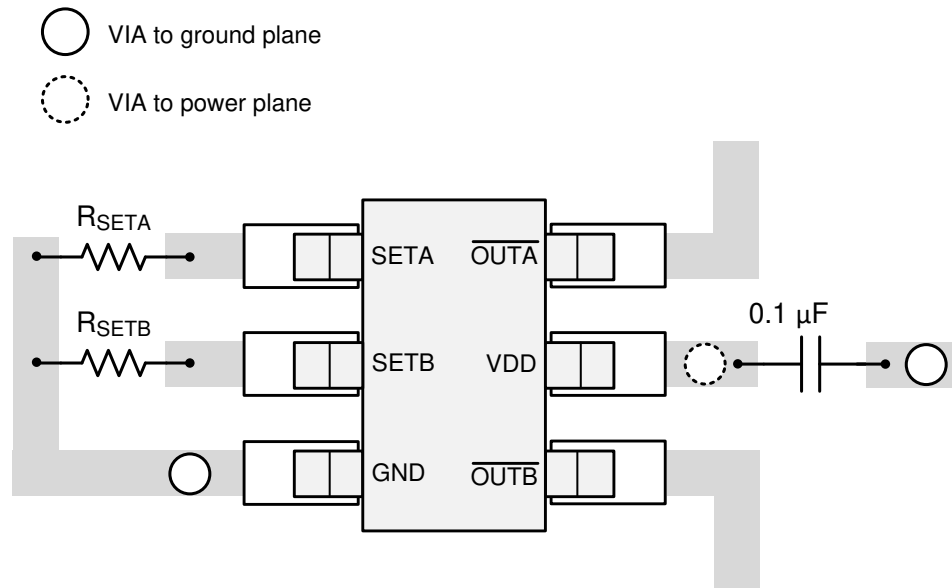 VIA to ground plane
VIA to power plane
RSETA
SETA
OUTA
RSETB
0.1 µF
SETB
VDD
GND
OUTB